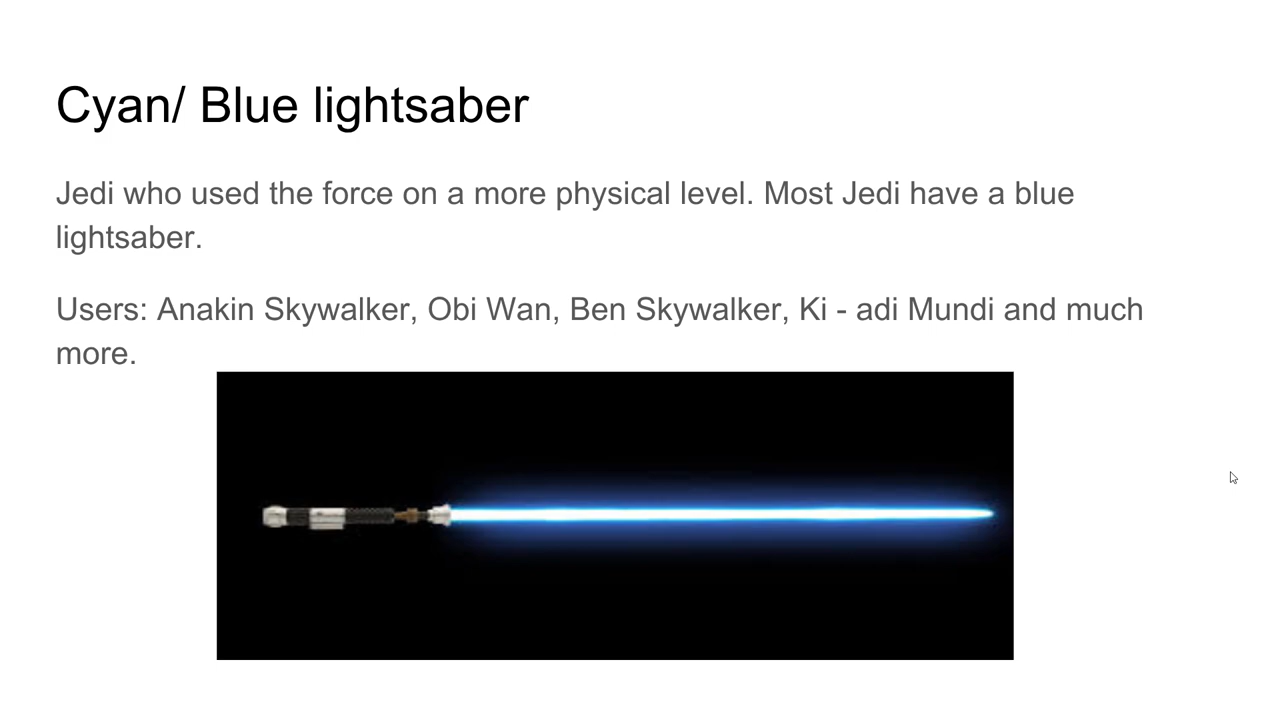 Cyan/ Blue lightsaber
Jedi who used the force on a more physical level. Most Jedi have a blue
lightsaber.
Users: Anakin Skywalker, Obi Wan, Ben Skywalker, Ki - adi Mundi and much
more.